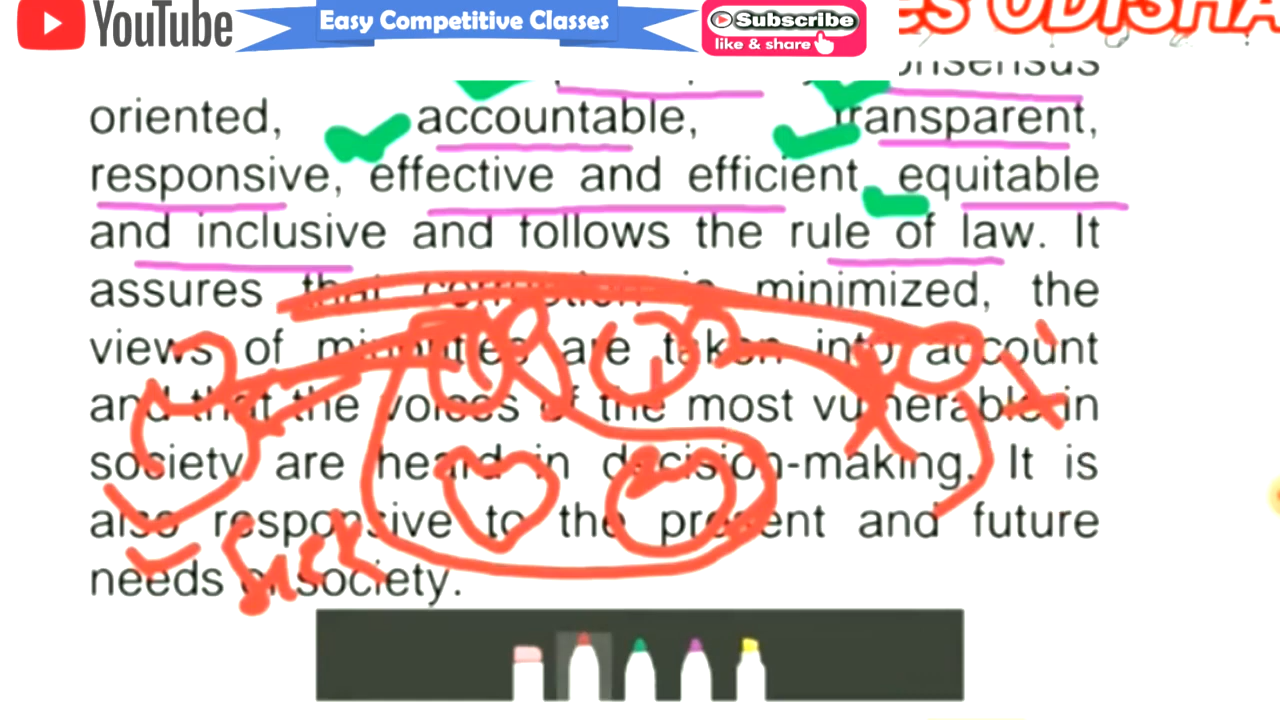 YouTube
Easy Competitive Classes
Subscribe
like & share
ODISHA
consensus
oriented, accountable, transparent,
responsive, effective and efficient, equitable
and inclusive and follows the rule of law. It
assures that corruption is minimized, the
views of minorities are taken into account
and that the voices of the most vulnerable in
society are heard in decision-making. It is
also responsive to the present and future
needs of society.